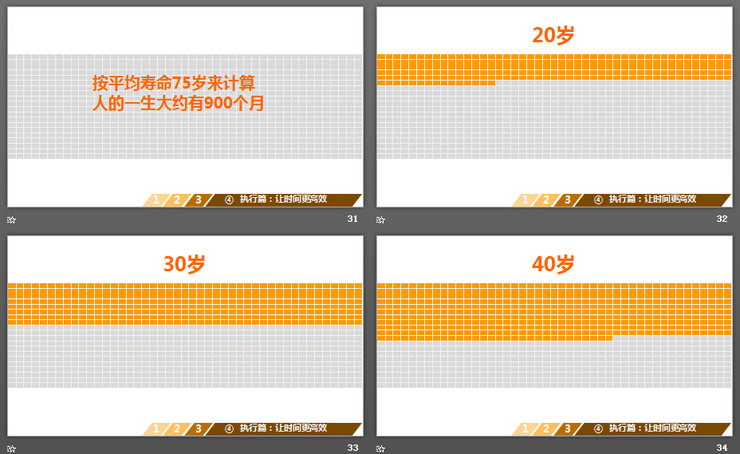 按平均寿命75岁来计算
人的一生大约有900个月
1 2 3 ④ 执行篇：让时间更高效
31
20岁
1 2 3 ④ 执行篇：让时间更高效
32
30岁
1 2 3 ④ 执行篇：让时间更高效
33
40岁
1 2 3 ④ 执行篇：让时间更高效
34